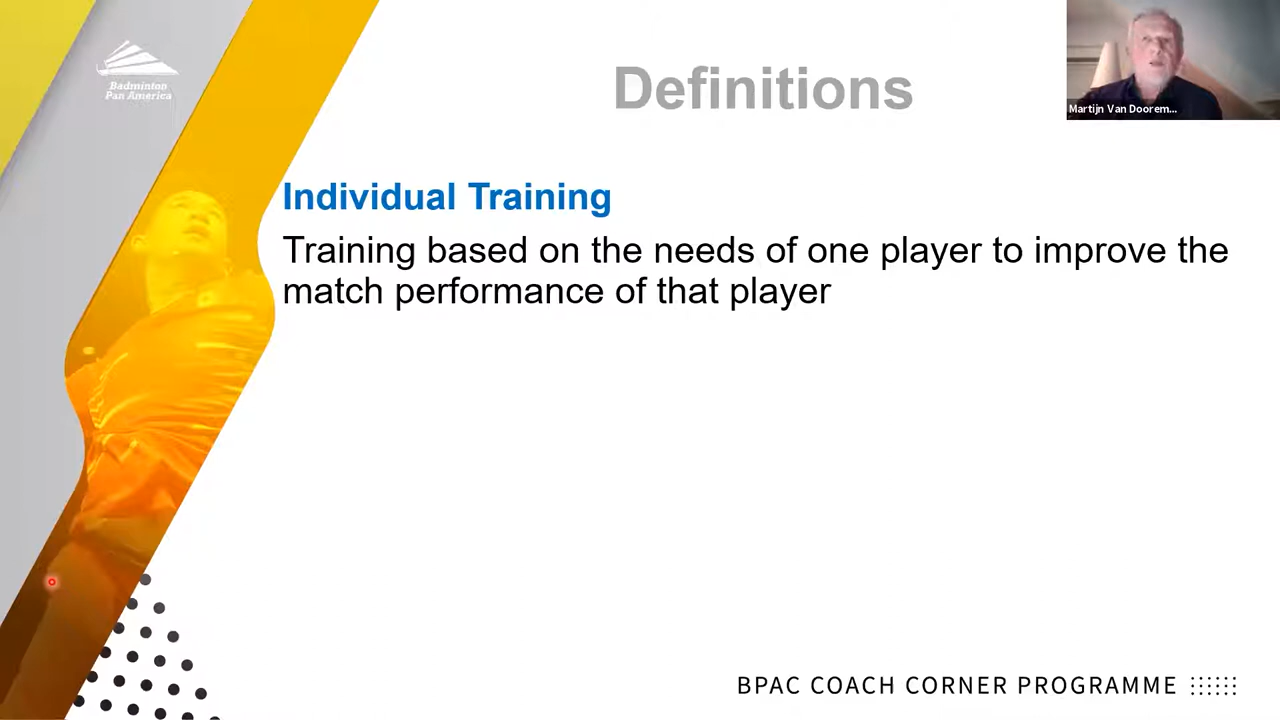 Badminton
Pan America
Definitions
Martijn Van Doorem...
Individual Training
Training based on the needs of one player to improve the
match performance of that player
BPAC COACH CORNER PROGRAMME